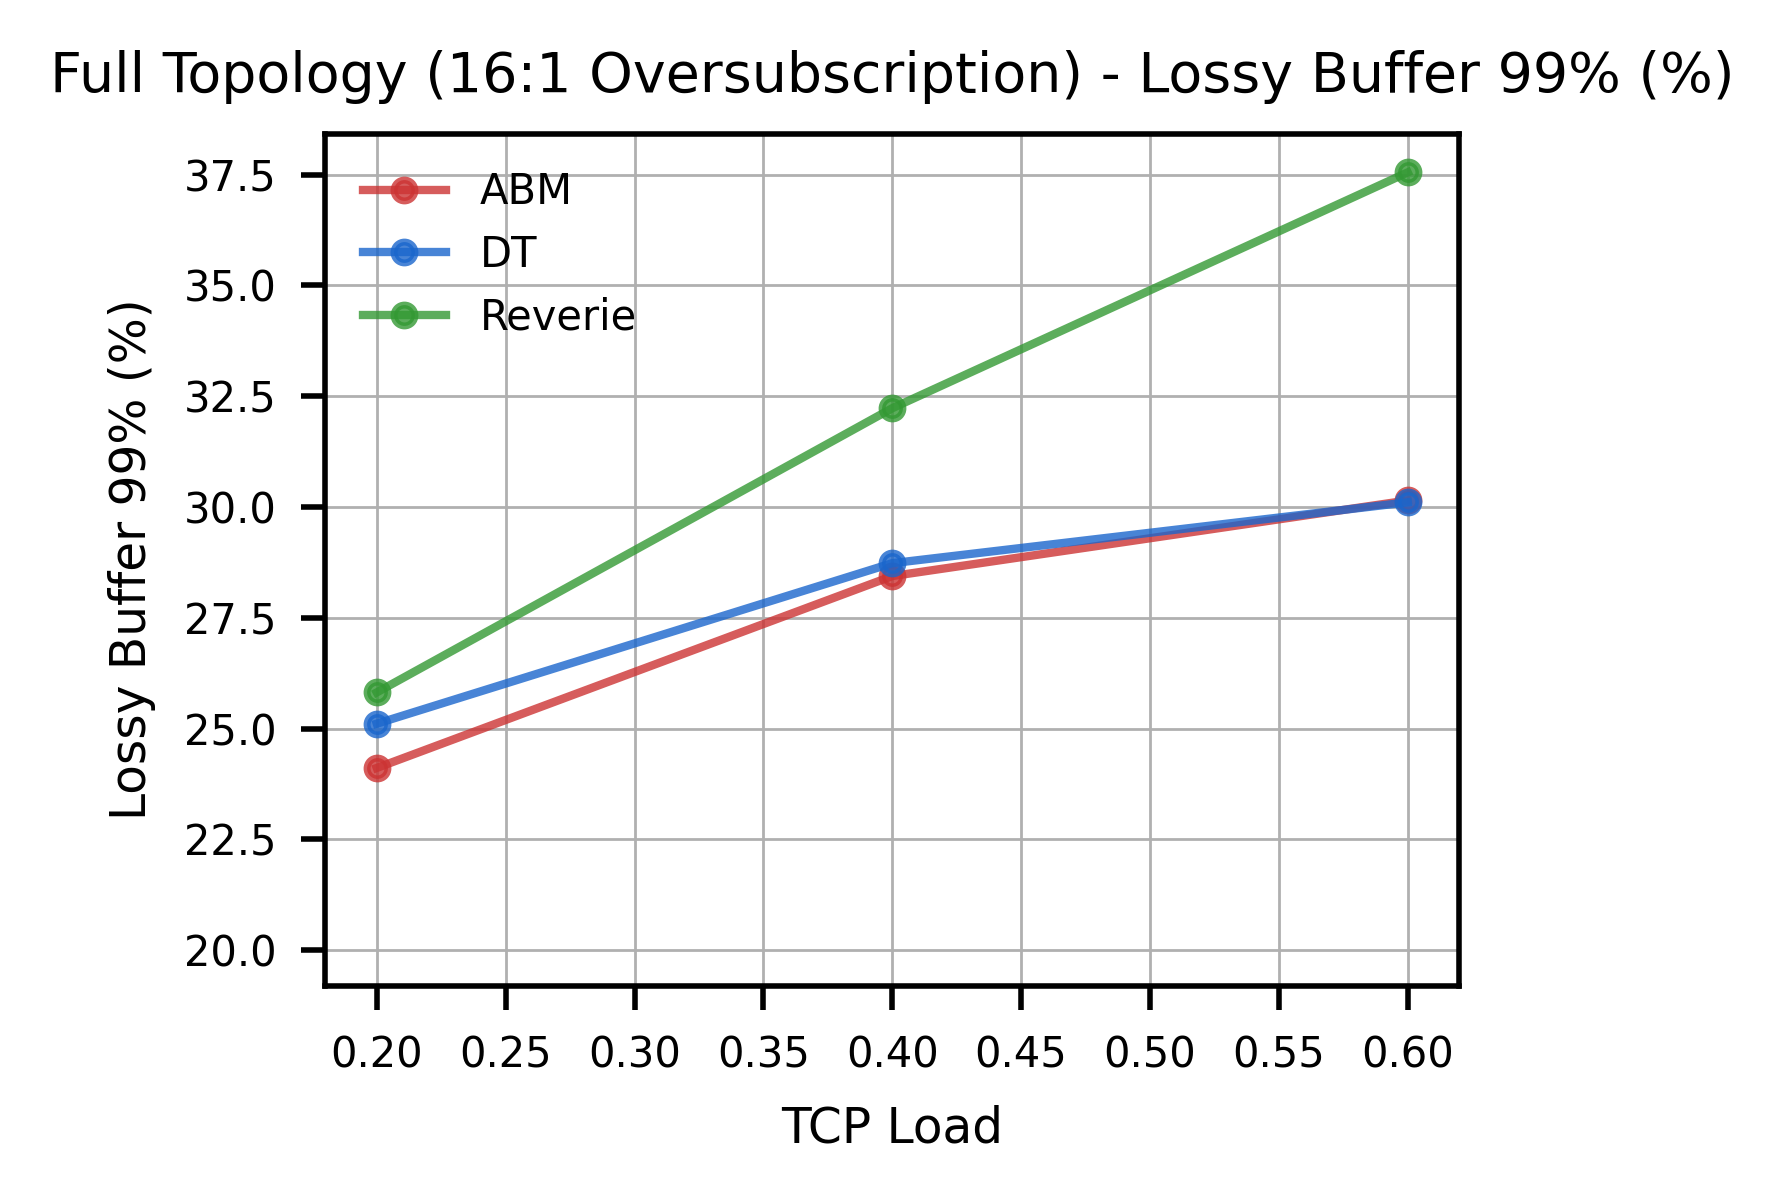 Full Topology (16:1 Oversubscription) - Lossy Buffer 99% (%)
37.5
35.0
32.5
30.0
27.5
25.0
22.5
20.0
Lossy Buffer 99% (%)
ABM
DT
Reverie
0.20 0.25 0.30 0.35 0.40 0.45 0.50 0.55 0.60
TCP Load